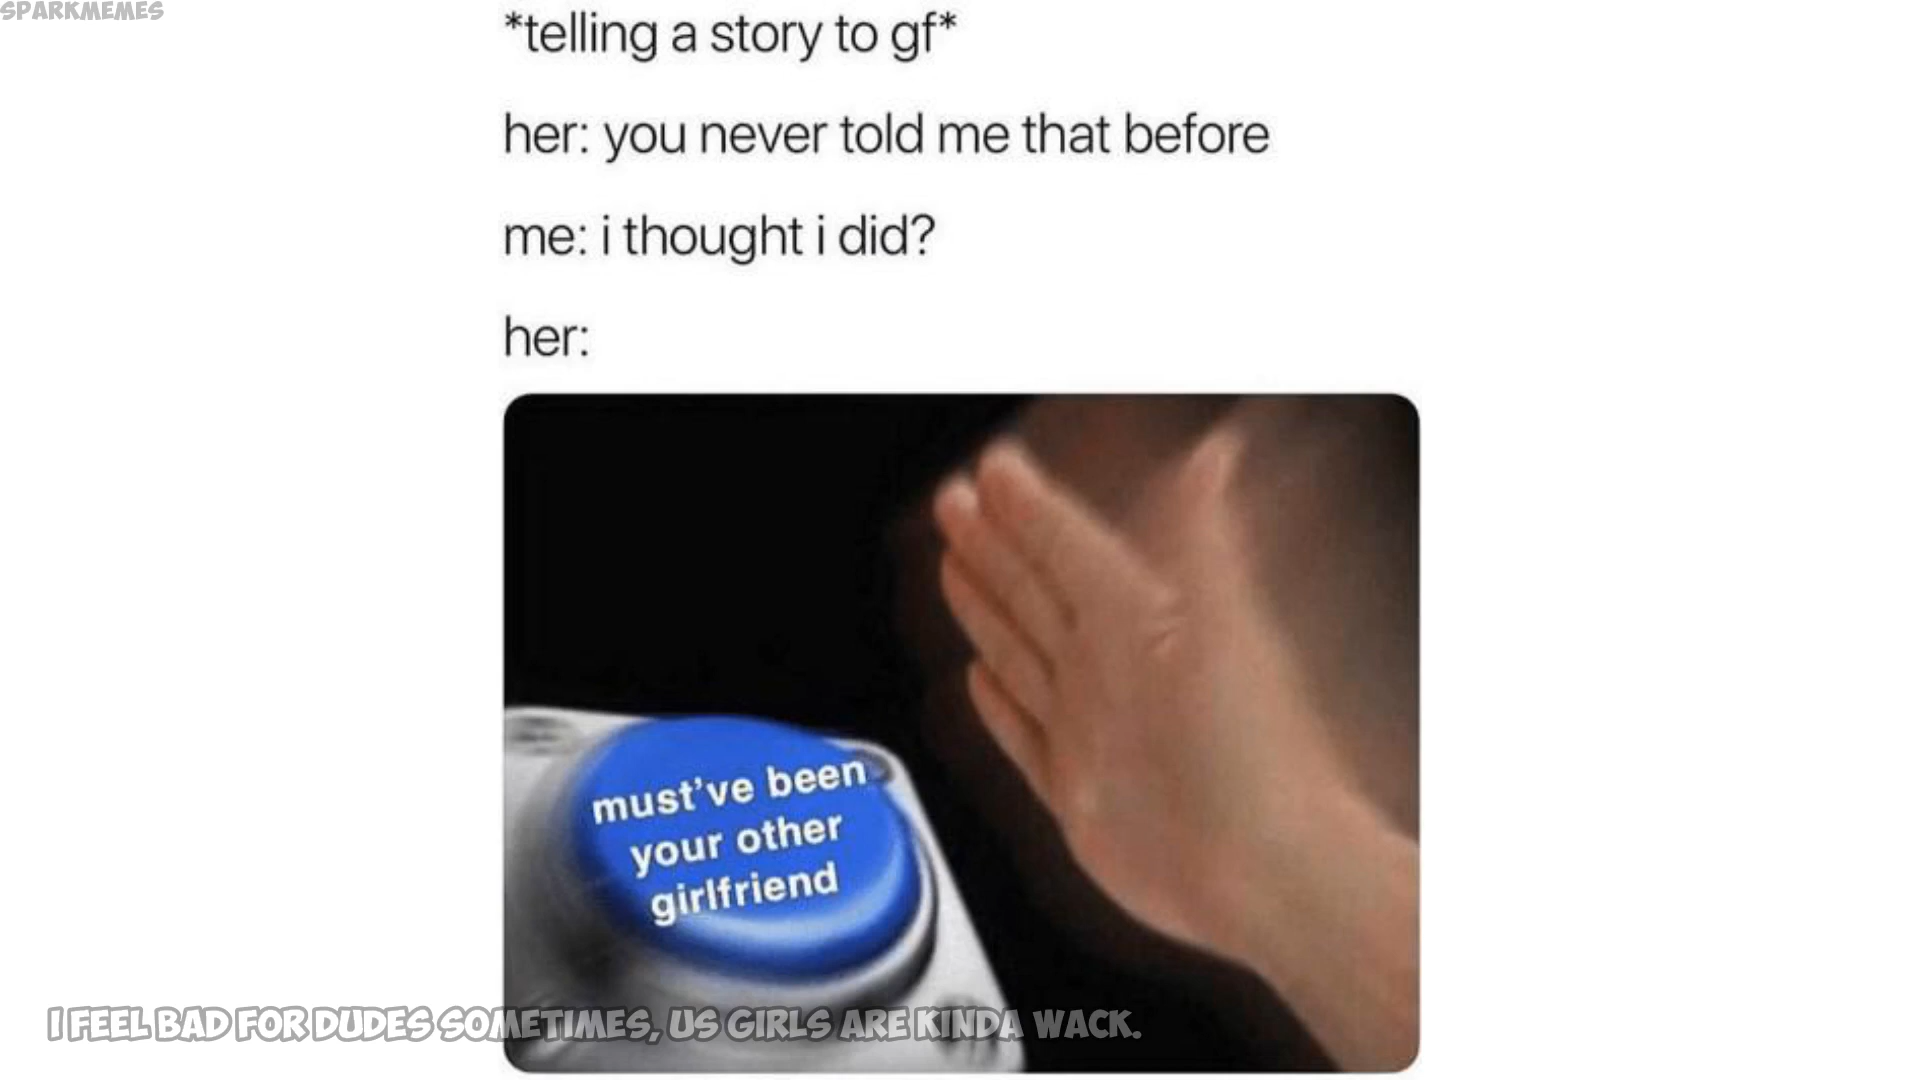 SPARKMEMES
*telling a story to gf*
her: you never told me that before
me: i thought i did?
her:
must've been
your other
girlfriend
I FEEL BAD FOR DUDES SOMETIMES, US GIRLS ARE KINDA WACK.